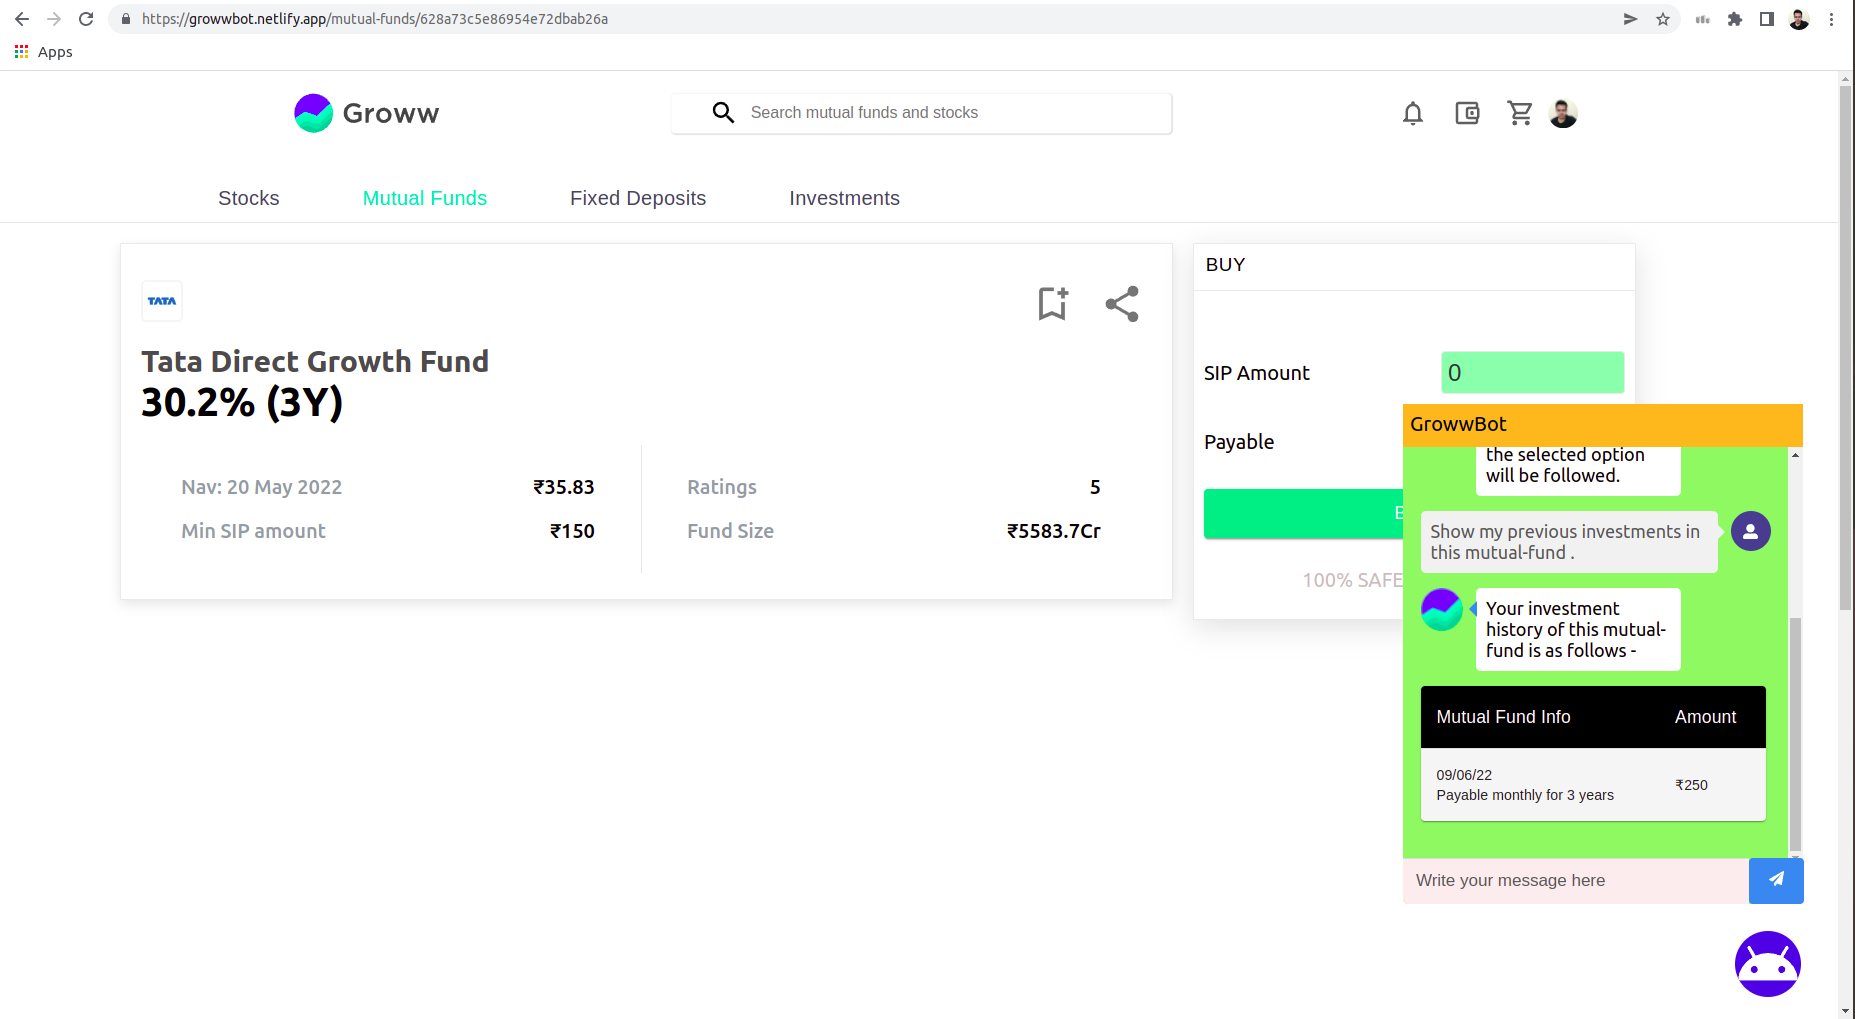 https://growwbot.netlify.app/mutual-funds/628a73c5e86954e72dbab26a
Apps
Groww
Search mutual funds and stocks
Stocks
Mutual Funds
Fixed Deposits
Investments
TATA
Tata Direct Growth Fund
30.2% (3Y)
Nav: 20 May 2022
₹35.83
Min SIP amount
₹150
Ratings
5
Fund Size
₹5583.7Cr
BUY
SIP Amount
0
Payable
100% SAFE
GrowwBot
the selected option
will be followed.
Show my previous investments in
this mutual-fund .
Your investment
history of this mutual-
fund is as follows -
Mutual Fund Info
Amount
09/06/22
Payable monthly for 3 years
₹250
Write your message here